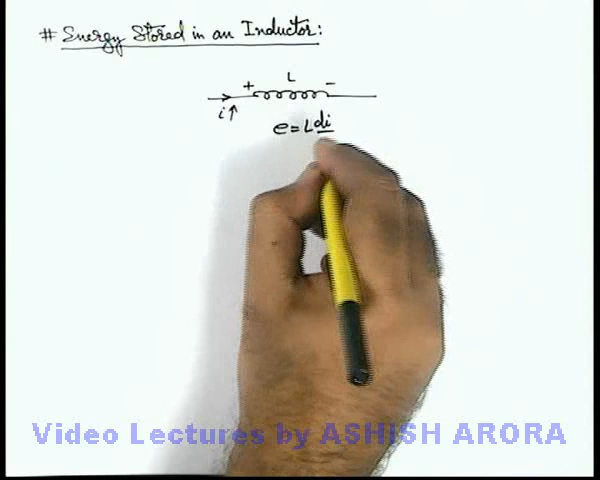 # Energy Stored in an Inductor:
L
+ -
i↑
e = L di
Video Lectures by ASHISH ARORA